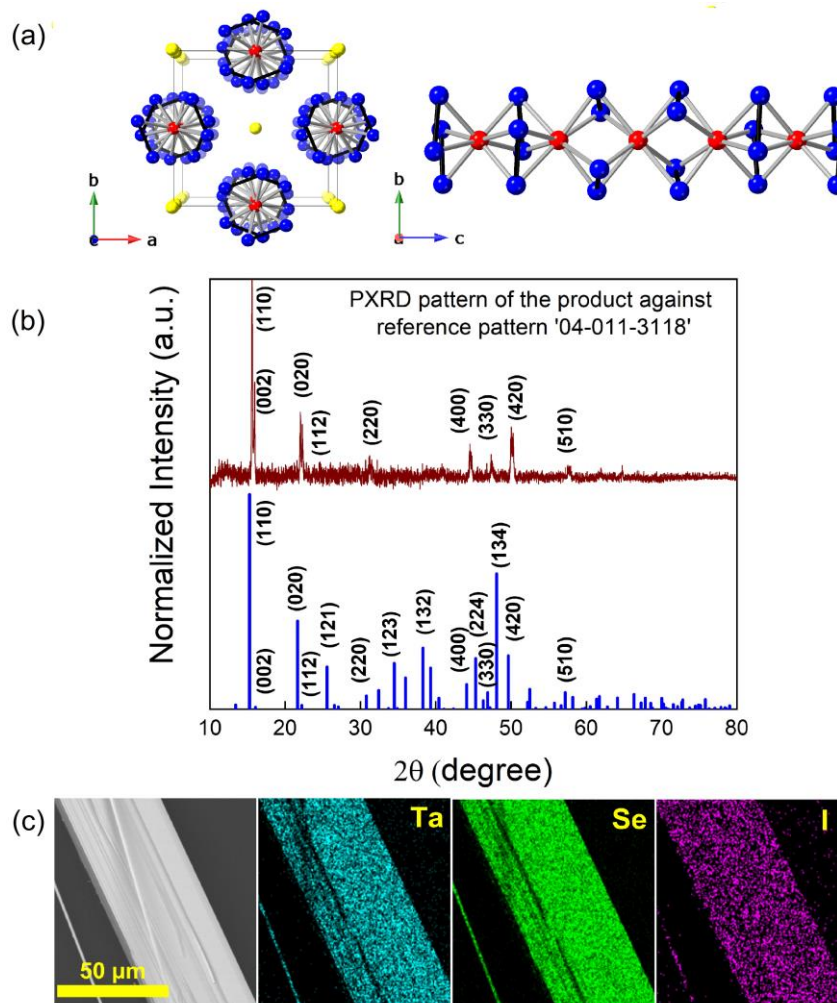 (a)
b
c
a
b
a
c
(b)
Normalized Intensity (a.u.)
PXRD pattern of the product against
reference pattern '04-011-3118'
(110)
(002)
(020)
(112)
(220)
(400)
(330)
(420)
(510)
(110)
(002)
(020)
(112)
(121)
(220)
(123)
(132)
(400)
(224)
(330)
(134)
(420)
(510)
10 20 30 40 50 60 70 80
2θ (degree)
(c)
50 μm
Ta
Se
I